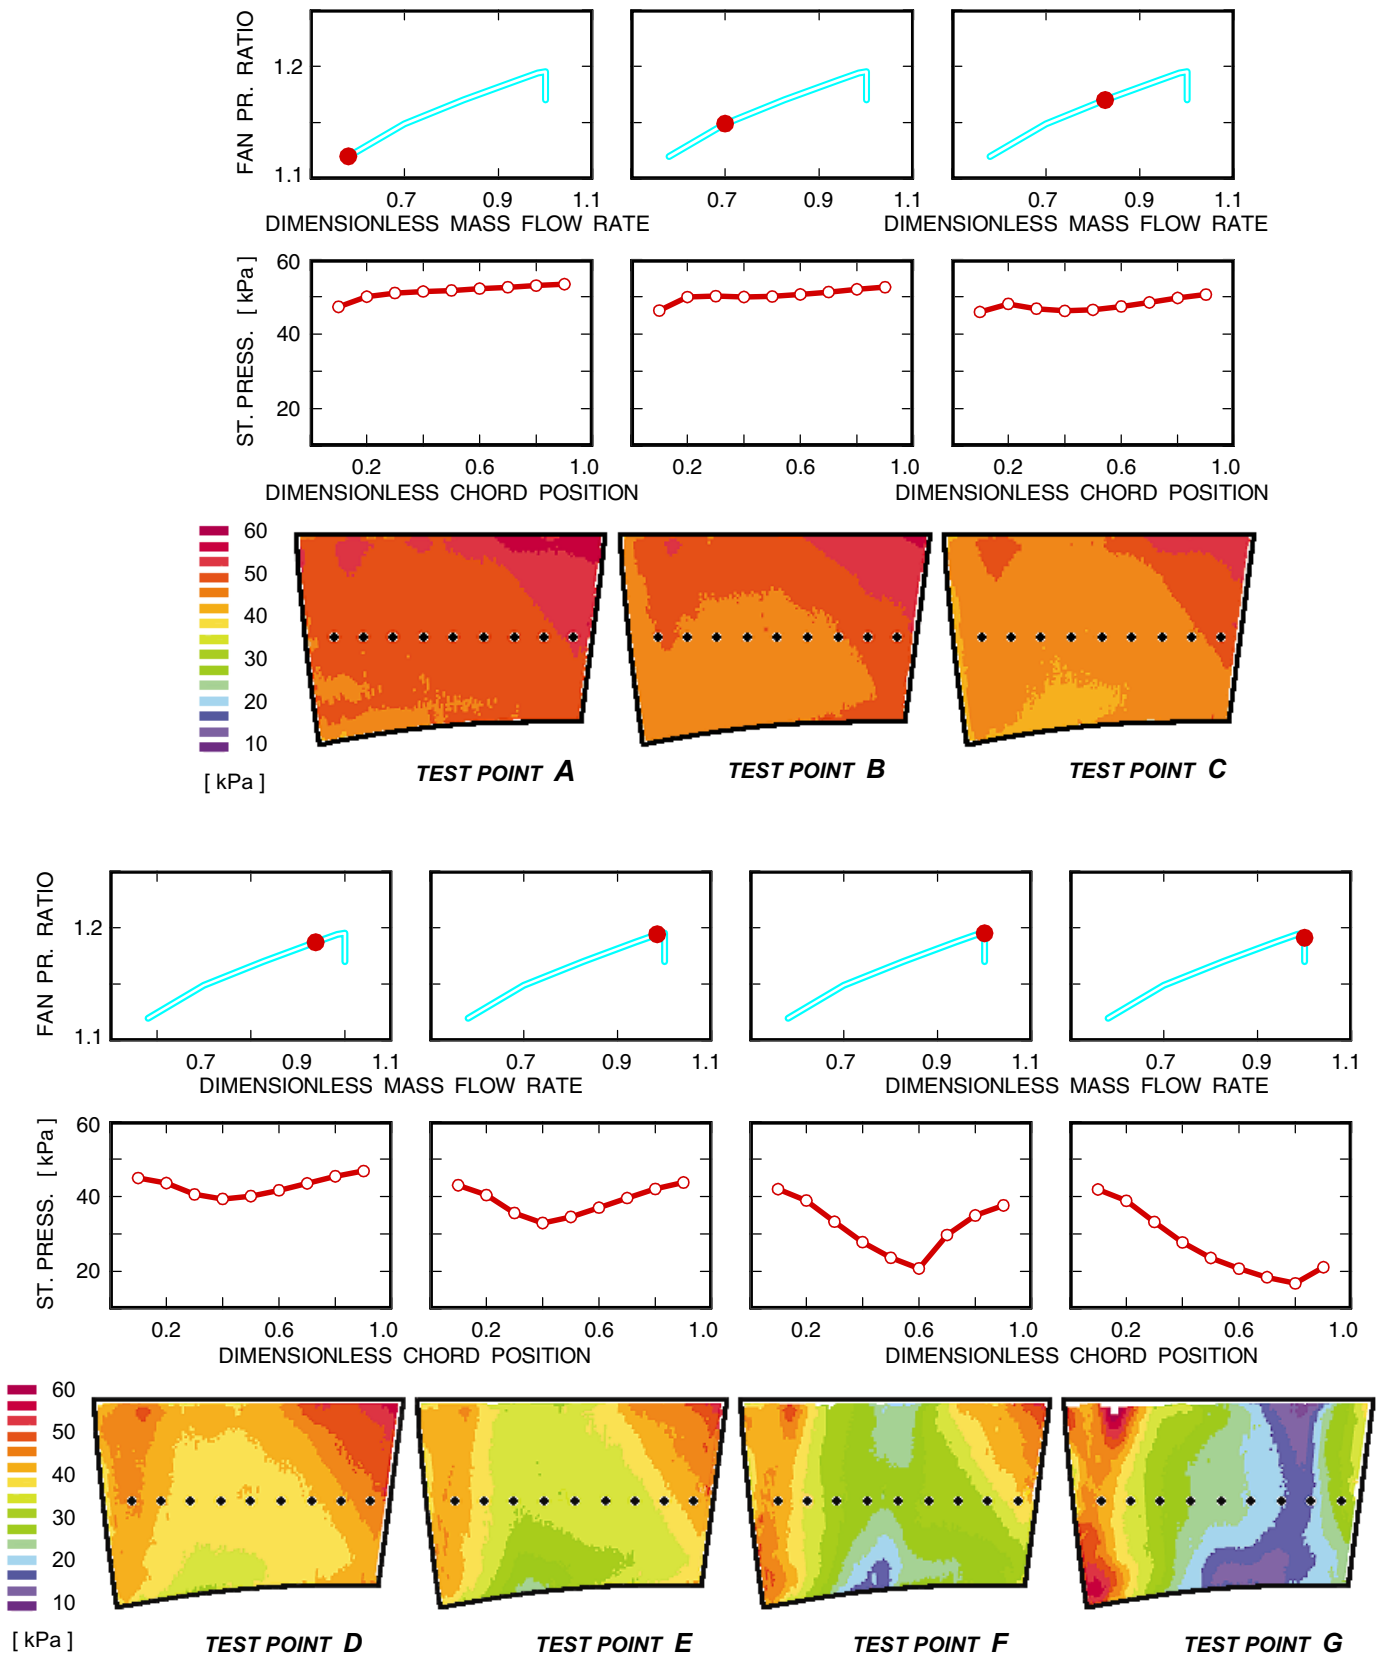 FAN PR. RATIO
1.2
1.1
0.7 0.9 1.1
0.7 0.9 1.1
0.7 0.9 1.1
DIMENSIONLESS MASS FLOW RATE
DIMENSIONLESS MASS FLOW RATE
ST. PRESS. [ kPa ]
60
40
20
0.2 0.6 1.0
0.2 0.6 1.0
0.2 0.6 1.0
DIMENSIONLESS CHORD POSITION
DIMENSIONLESS CHORD POSITION
60
50
40
30
20
10
[ kPa ]
TEST POINT A
TEST POINT B
TEST POINT C
FAN PR. RATIO
1.2
1.1
0.7 0.9 1.1
0.7 0.9 1.1
0.7 0.9 1.1
0.7 0.9 1.1
DIMENSIONLESS MASS FLOW RATE
DIMENSIONLESS MASS FLOW RATE
ST. PRESS. [ kPa ]
60
40
20
0.2 0.6 1.0
0.2 0.6 1.0
0.2 0.6 1.0
0.2 0.6 1.0
DIMENSIONLESS CHORD POSITION
DIMENSIONLESS CHORD POSITION
60
50
40
30
20
10
[ kPa ]
TEST POINT D
TEST POINT E
TEST POINT F
TEST POINT G